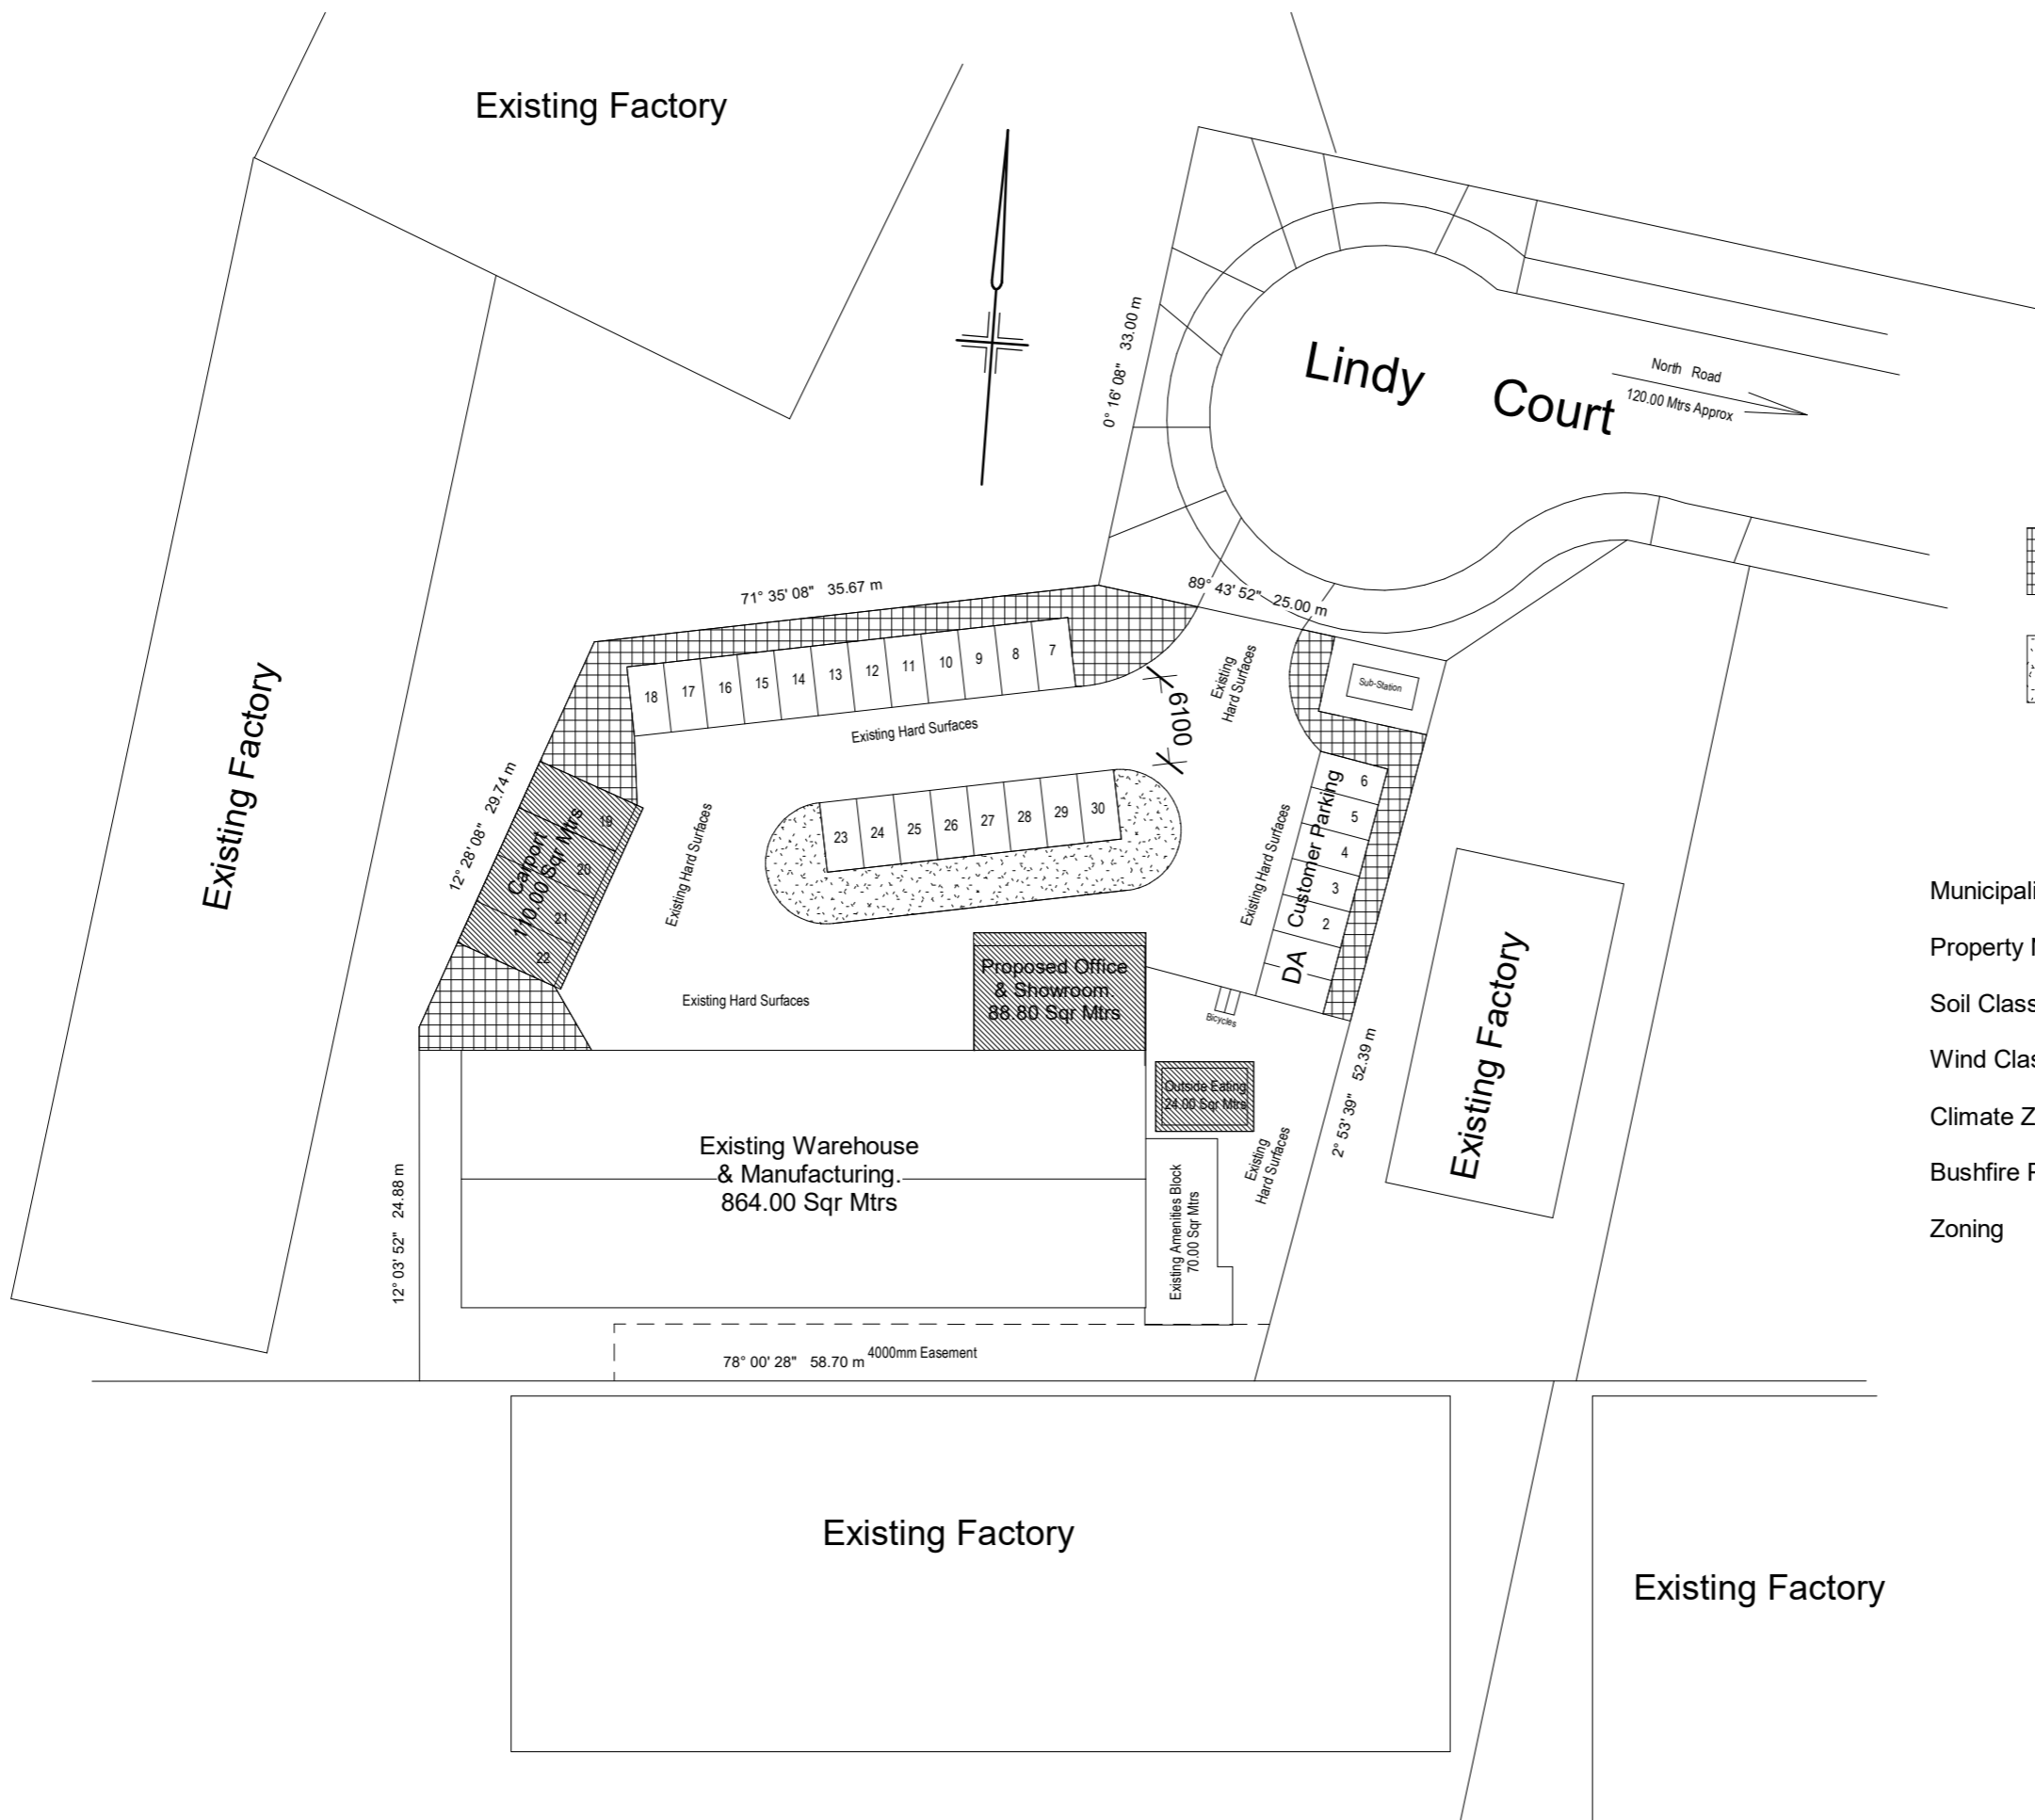 Existing Factory
Lindy Court
North Road
120.00 Mtrs Approx
0° 16' 08" 33.00 m
71° 35' 08" 35.67 m
89° 43' 52" 25.00 m
Existing
Hard Surfaces
Sub-Station
18 17 16 15 14 13 12 11 10 9 8 7
Existing Hard Surfaces
6100
Existing Factory
12° 28' 08" 29.74 m
Carport
110.00 Sqr Mtrs
19
20
21
22
Existing Hard Surfaces
23 24 25 26 27 28 29 30
Existing Hard Surfaces
Customer Parking
6
5
4
3
2
DA
Existing Hard Surfaces
Proposed Office
& Showroom.
88.80 Sqr Mtrs
Bicycles
Outside Eating
24.00 Sqr Mtrs
Existing
Hard Surfaces
2° 53' 39" 52.39 m
Existing Factory
Existing Warehouse
& Manufacturing.
864.00 Sqr Mtrs
Existing Amenities Block
70.00 Sqr Mtrs
12° 03' 52" 24.88 m
78° 00' 28" 58.70 m
4000mm Easement
Existing Factory
Existing Factory
Municipali
Property
Soil Class
Wind Clas
Climate Z
Bushfire
Zoning